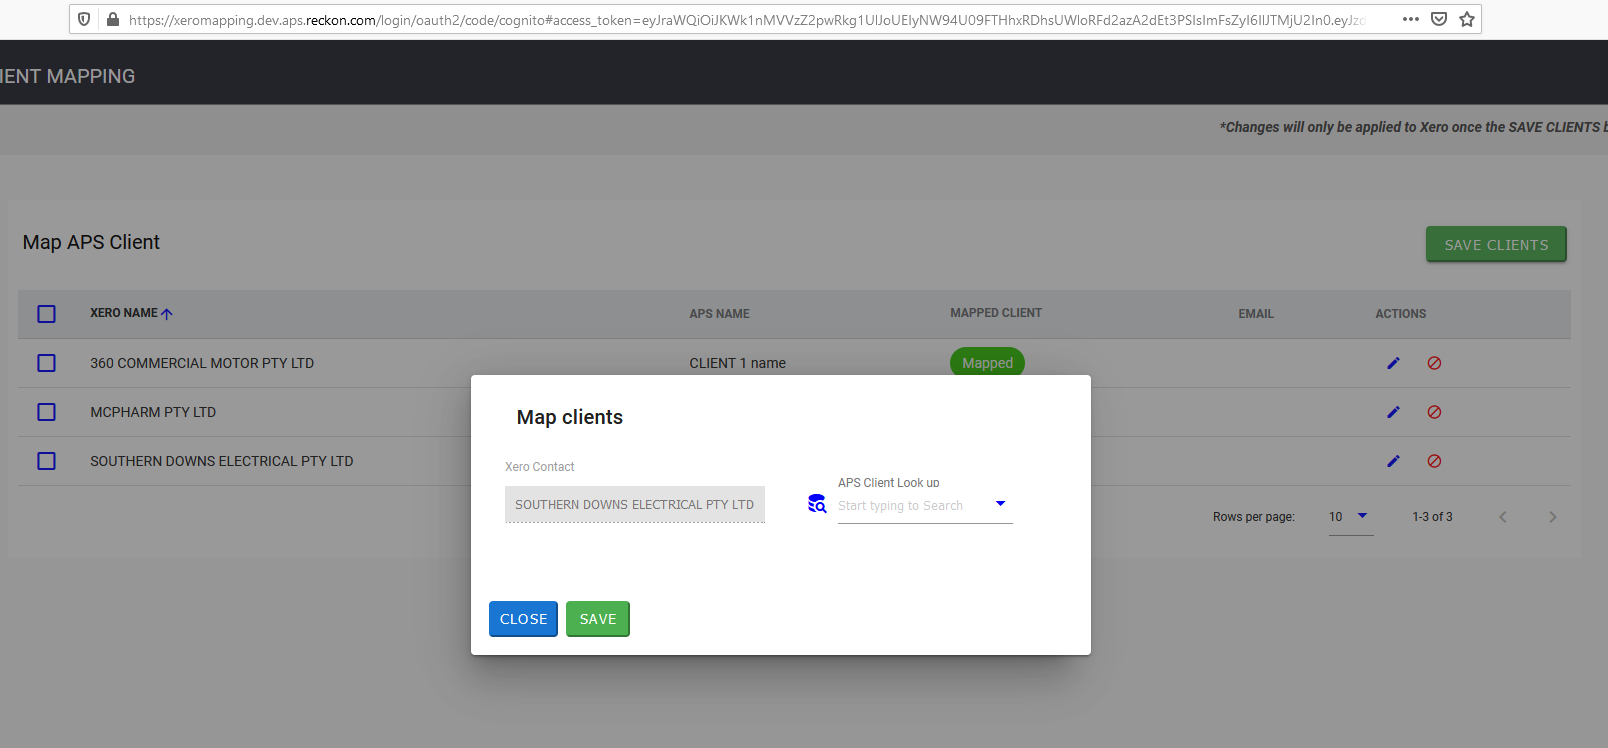 https://xeromapping.dev.aps.reckon.com/login/oauth2/code/cognito#access_token=
IENT MAPPING
*Changes will only be applied to Xero once the SAVE CLIENTS
Map APS Client
SAVE CLIENTS
XERO NAME APS NAME MAPPED CLIENT EMAIL ACTIONS
360 COMMERCIAL MOTOR PTY LTD CLIENT 1 name Mapped
MCPHARM PTY LTD
SOUTHERN DOWNS ELECTRICAL PTY LTD
Rows per page: 10 1-3 of 3
Map clients
Xero Contact
SOUTHERN DOWNS ELECTRICAL PTY LTD
APS Client Look up
Start typing to Search
CLOSE SAVE